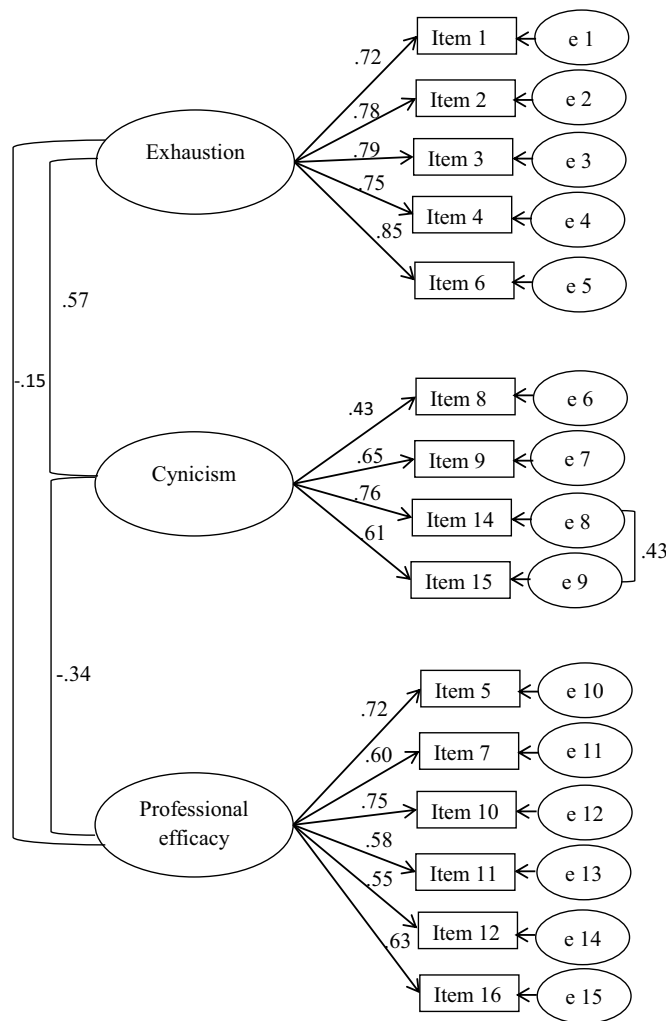 Item 1
e 1
.72
Item 2
e 2
.78
Exhaustion
.79
Item 3
e 3
.75
Item 4
e 4
.85
Item 6
e 5
.57
-.15
.43
Item 8
e 6
.65
Item 9
e 7
Cynicism
.76
Item 14
e 8
.43
.61
Item 15
e 9
-.34
Item 5
e 10
.72
.60
Item 7
e 11
Professional
efficacy
.75
Item 10
e 12
.58
Item 11
e 13
.55
Item 12
e 14
.63
Item 16
e 15